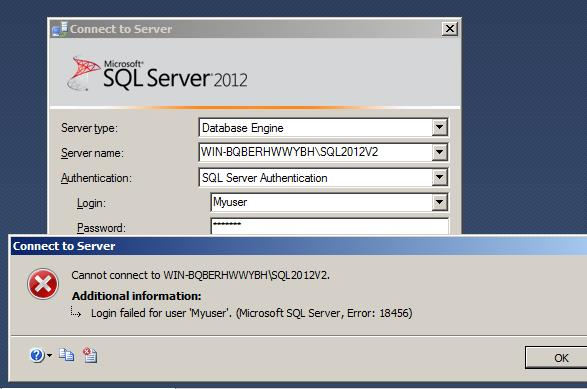 Connect to Server
Microsoft®
SQL Server® 2012
Server type:
Database Engine
Server name:
WIN-BQBERHWWYBH\SQL2012V2
Authentication:
SQL Server Authentication
Login:
Myuser
Password:
*******
Connect to Server
Cannot connect to WIN-BQBERHWWYBH\SQL2012V2.
Additional information:
Login failed for user 'Myuser'. (Microsoft SQL Server, Error: 18456)
OK